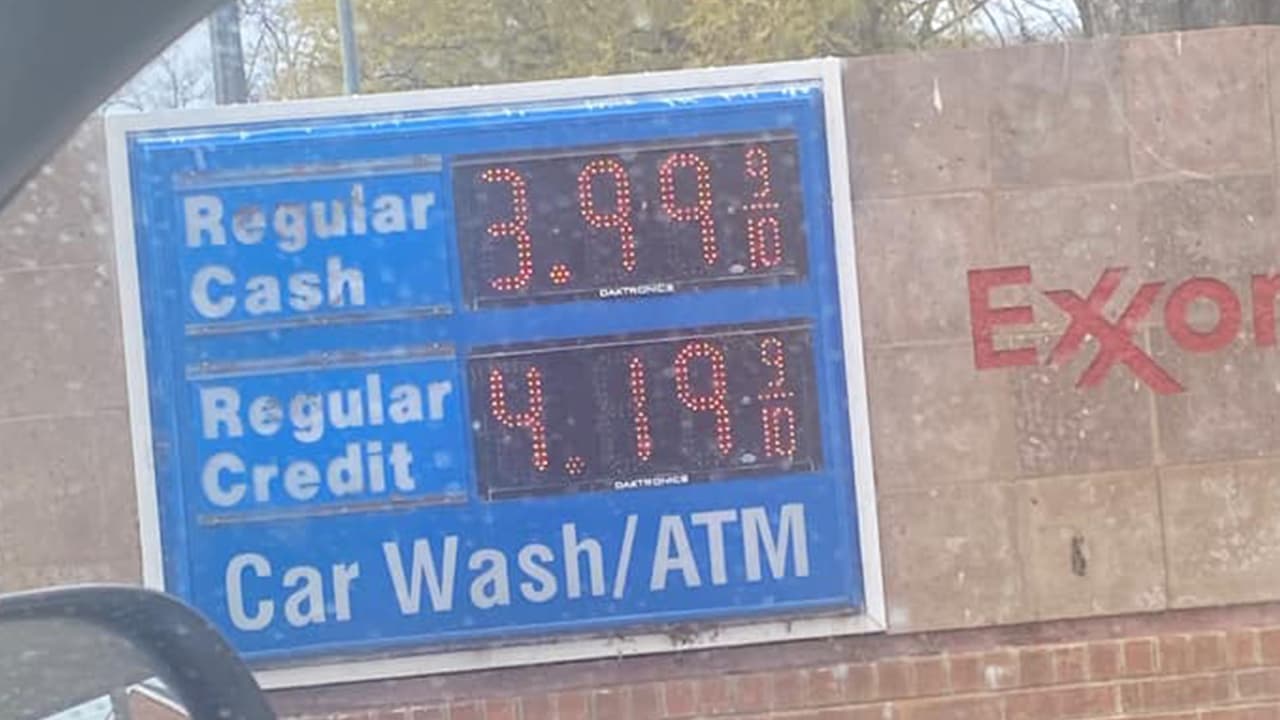 Regular
Cash
3.99 9/10
DAKTRONICS
Regular
Credit
4.19 9/10
DAKTRONICS
Car Wash/ATM
Exxon